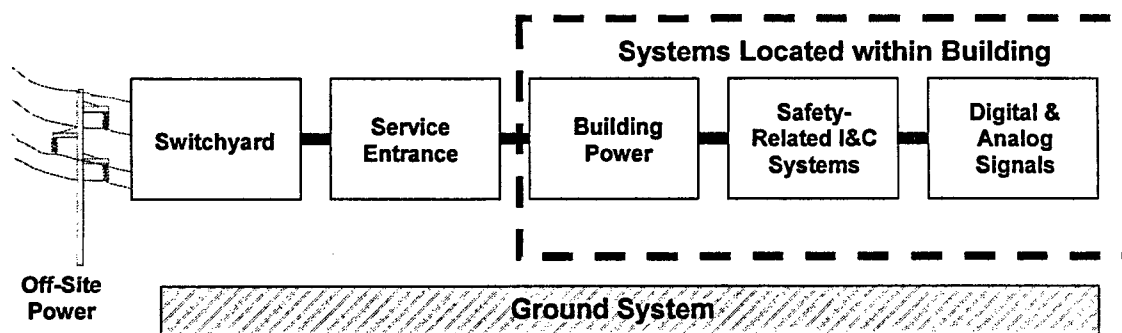 Systems Located within Building
Switchyard
Service
Entrance
Building
Power
Safety-
Related I&C
Systems
Digital &
Analog
Signals
Off-Site
Power
Ground System